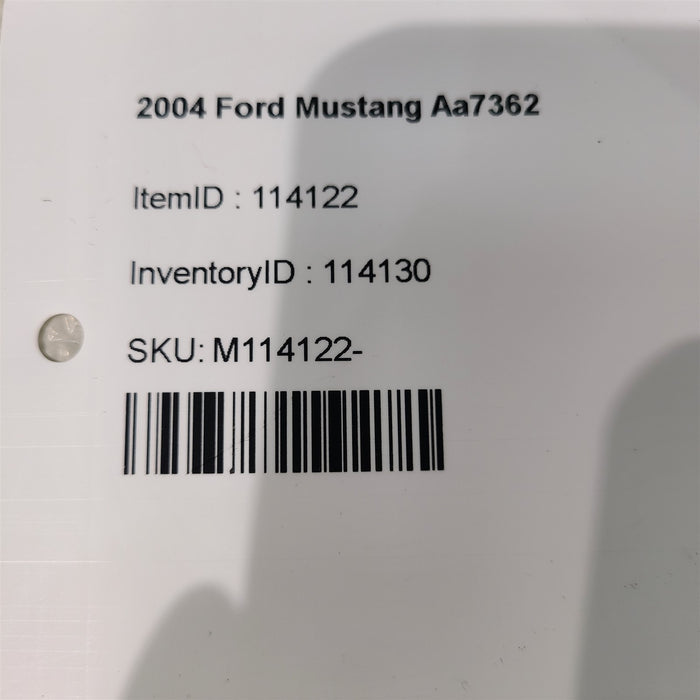 2004 Ford Mustang Aa7362
ItemID : 114122
InventoryID : 114130
SKU: M114122-